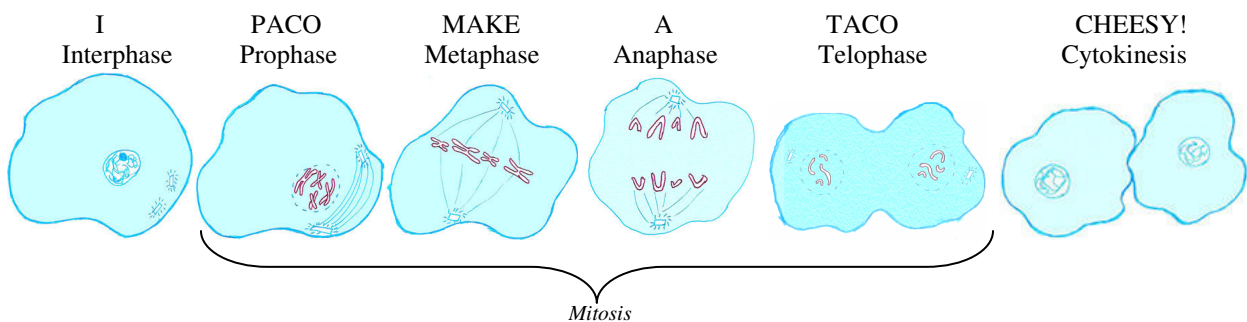 I PACO MAKE A TACO CHEESY!
Interphase Prophase Metaphase Anaphase Telophase Cytokinesis
Mitosis